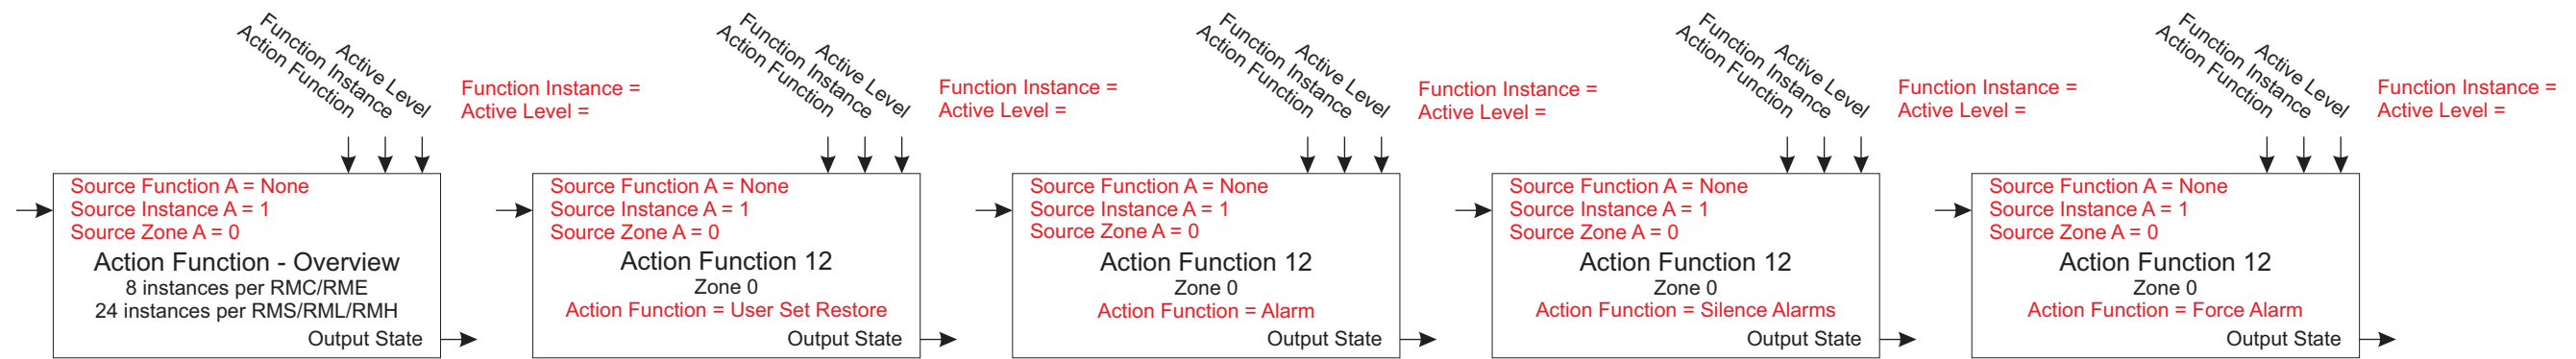 Function Instance
Action Function
Active Level
Function Instance =
Active Level =
Source Function A = None
Source Instance A = 1
Source Zone A = 0
Action Function - Overview
8 instances per RMC/RME
24 instances per RMS/RML/RMH
Output State
Function Instance
Action Function
Active Level
Function Instance =
Active Level =
Source Function A = None
Source Instance A = 1
Source Zone A = 0
Action Function 12
Zone 0
Action Function = User Set Restore
Output State
Function Instance
Action Function
Active Level
Function Instance =
Active Level =
Source Function A = None
Source Instance A = 1
Source Zone A = 0
Action Function 12
Zone 0
Action Function = Alarm
Output State
Function Instance
Action Function
Active Level
Function Instance =
Active Level =
Source Function A = None
Source Instance A = 1
Source Zone A = 0
Action Function 12
Zone 0
Action Function = Silence Alarms
Output State
Function Instance
Action Function
Active Level
Function Instance =
Active Level =
Source Function A = None
Source Instance A = 1
Source Zone A = 0
Action Function 12
Zone 0
Action Function = Force Alarm
Output State